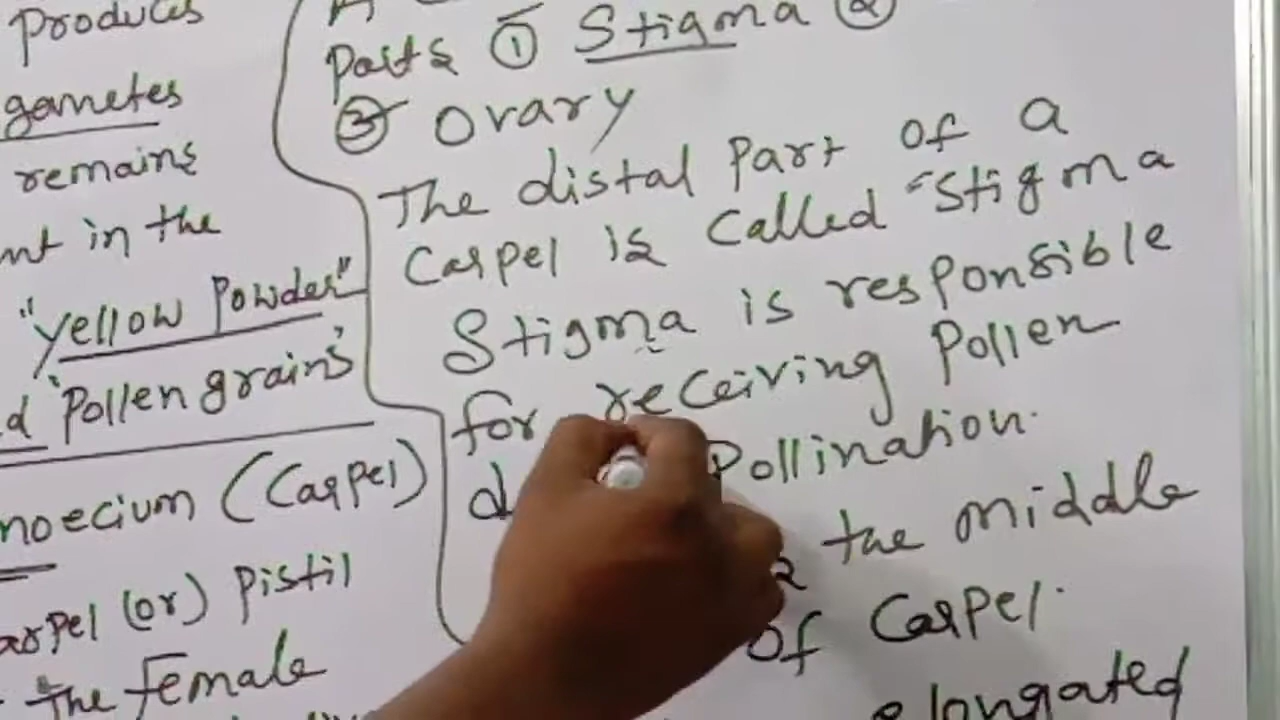 produces
gametes
remains
nt in the
"Yellow Powder"
d 'Pollen grains'
noecium (Carpel)
arpel (or) Pistil
The Female
Parts ① Stigma ②
③ Ovary
The distal Part of a
Carpel is called "Stigma
Stigma is responsible
for receiving Pollen
d Pollination.
the middle
of Carpel.
elongated